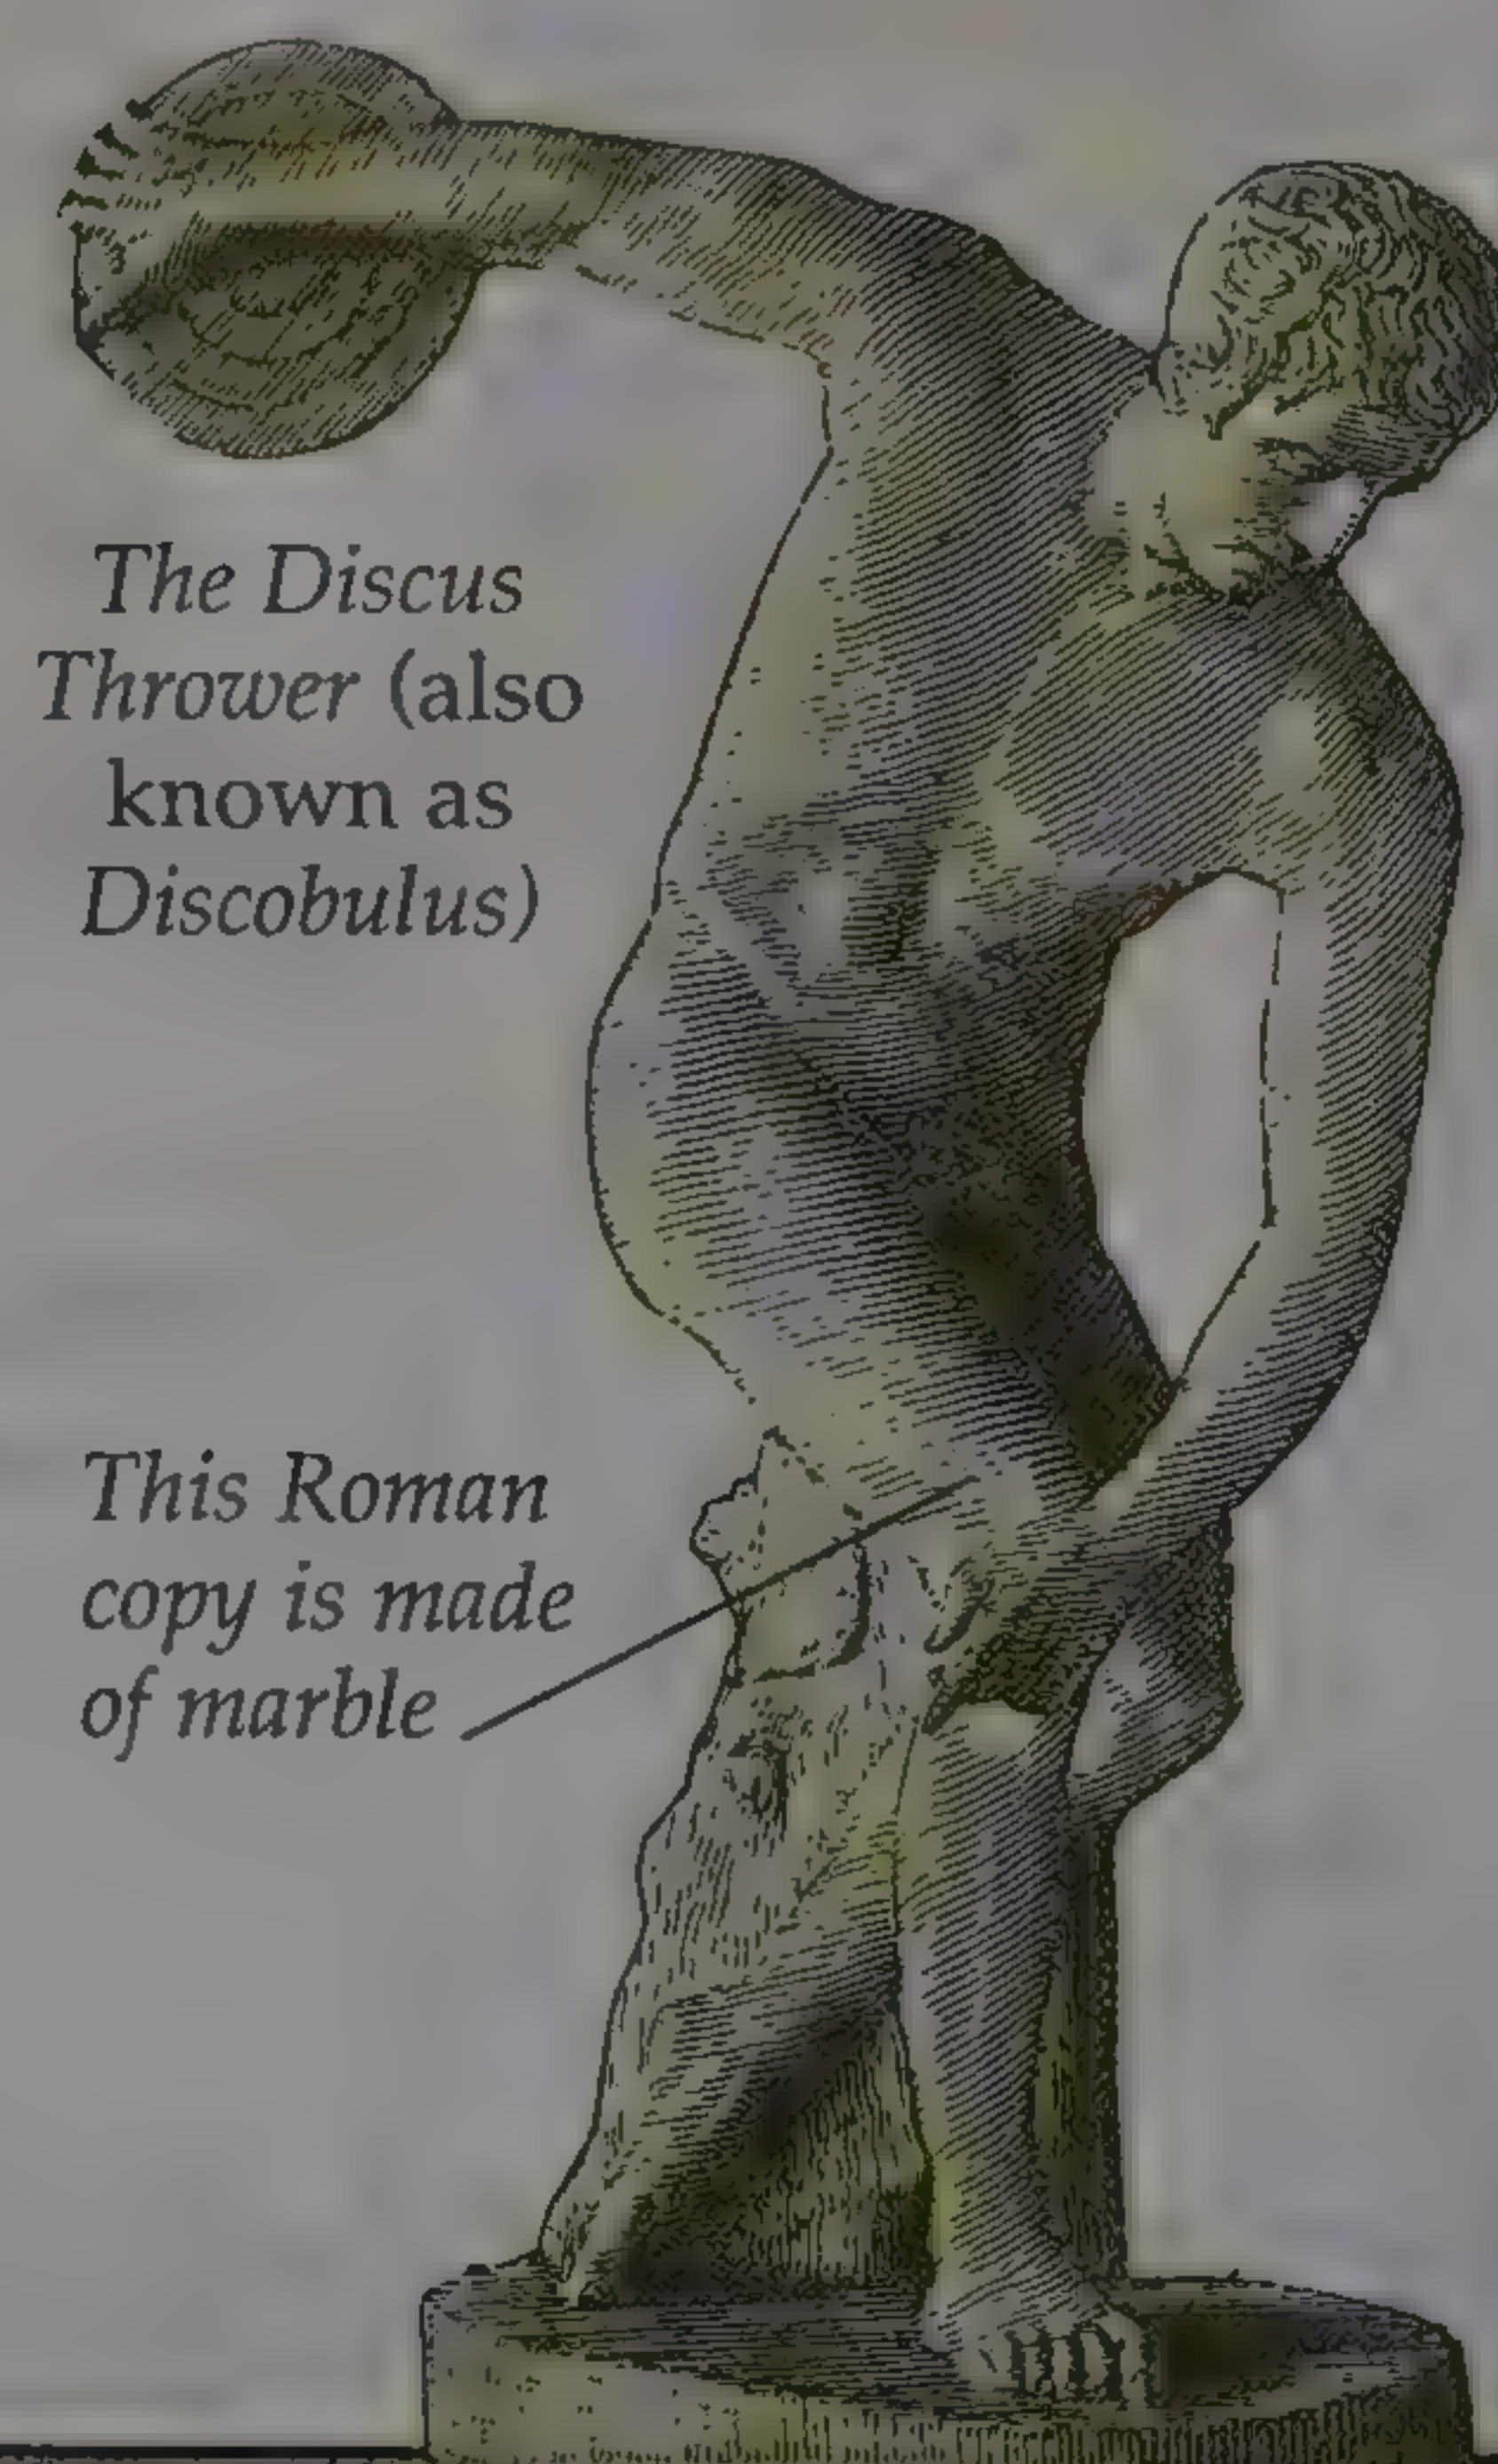 The Discus
Thrower (also
known as
Discobulus)
This Roman
copy is made
of marble